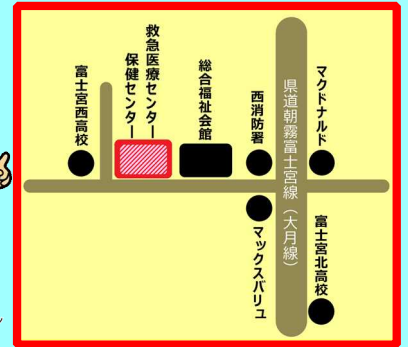 救急医療センター
保健センター
富士宮西高校
総合福祉会館
西消防署
県道朝霧富士宮線（大月線）
マクドナルド
マックスバリュ
富士宮北高校